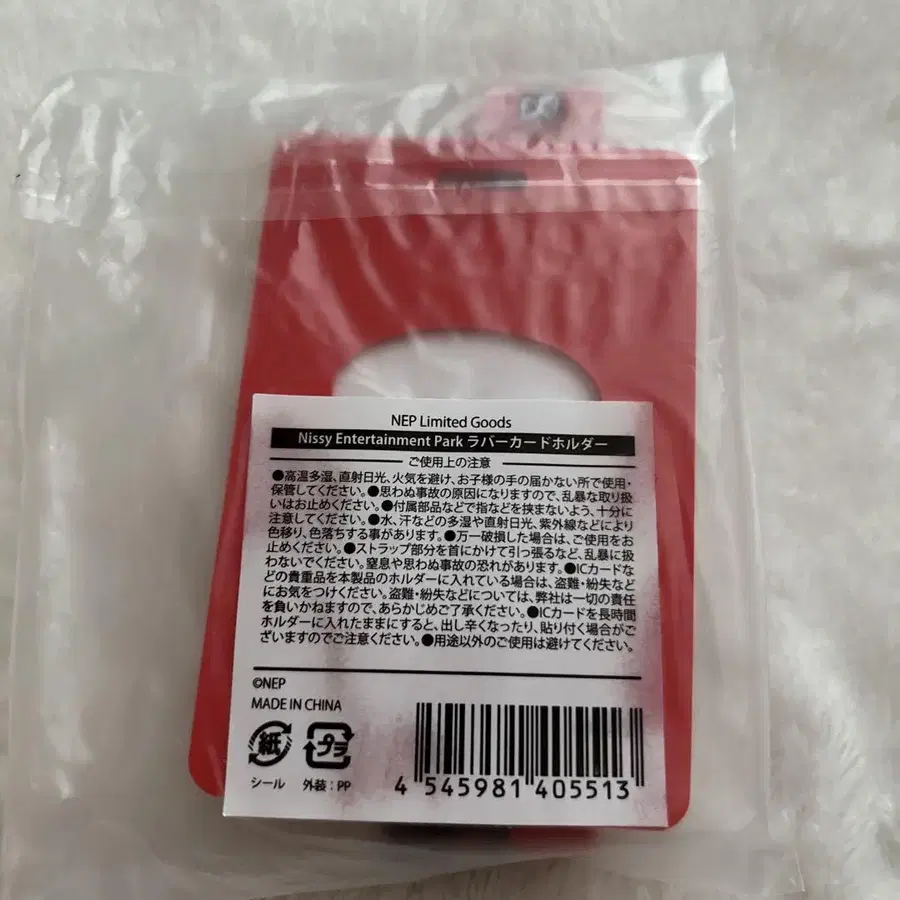 NEP Limited Goods
Nissy Entertainment Park ラバーカードホルダー
ご使用上の注意
●高温多湿、直射日光、火気を避け、お子様の手の届かない所で使用・
保管してください。●思わぬ事故の原因になりますので、乱暴な取り扱
いはお止めください。●付属部品などで指などを挟まないよう、十分に
注意してください。●水、汗などの多湿や直射日光、紫外線などにより
色移り、色落ちする事があります。●万一破損した場合は、ご使用をお
止めください。●ストラップ部分を首にかけて引っ張るなど、乱暴に扱
わないでください。窒息や思わぬ事故の恐れがあります。●ICカードな
どの貴重品を本製品のホルダーに入れている場合は、盗難・紛失など
にお気をつけください。盗難・紛失などについては、弊社は一切の責任
を負いかねますので、あらかじめご了承ください。●ICカードを長時間
ホルダーに入れたままにすると、出し辛くなったり、貼り付く場合がご
ざいますのでご注意ください。●用途以外のご使用は避けてください。
©NEP
MADE IN CHINA
紙 プラ
シール 外装：PP
4 545981 405513